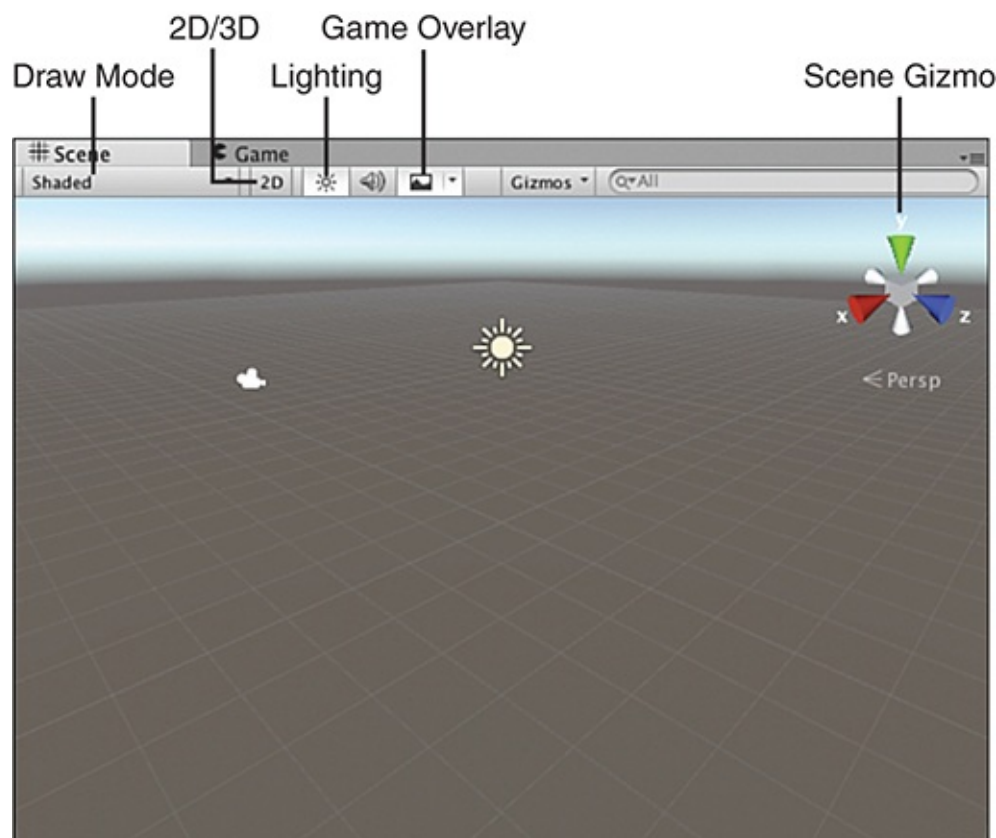 2D/3D Game Overlay
Draw Mode Lighting Scene Gizmo
Scene Game
Shaded 2D Gizmos All
y
x z
Persp